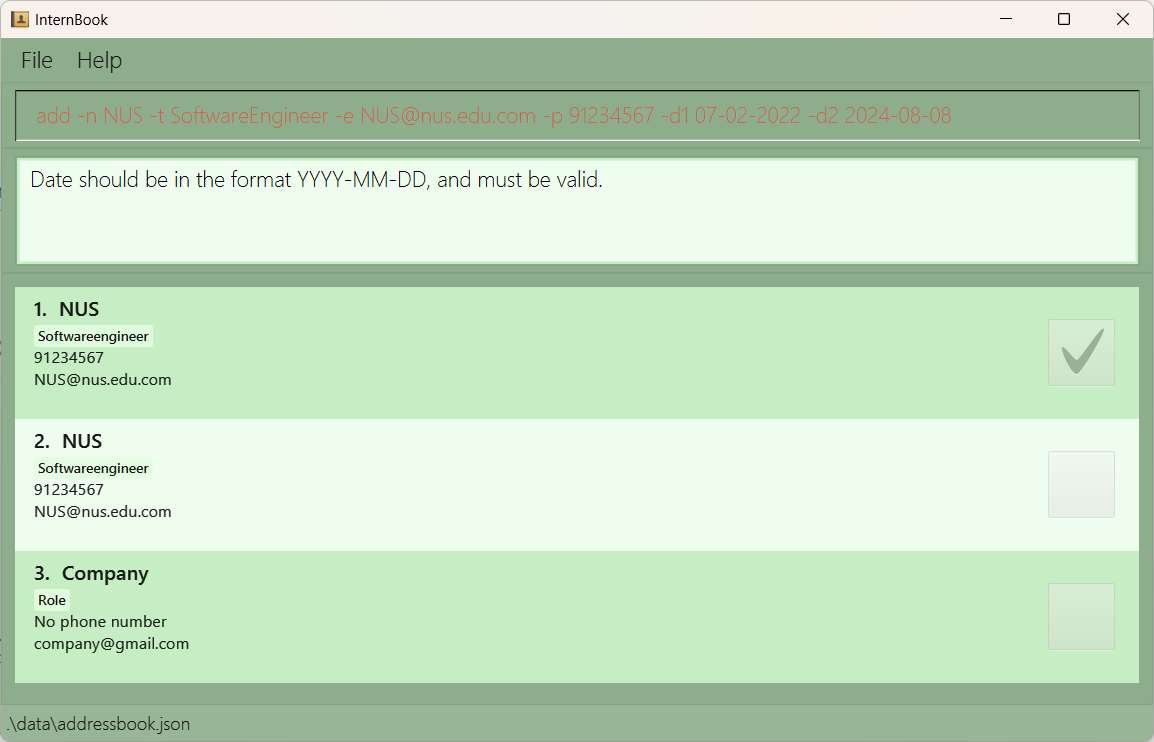 InternBook
File Help
add -n NUS -t SoftwareEngineer -e NUS@nus.edu.com -p 91234567 -d1 07-02-2022 -d2 2024-08-08
Date should be in the format YYYY-MM-DD, and must be valid.
1. NUS
Softwareengineer
91234567
NUS@nus.edu.com
2. NUS
Softwareengineer
91234567
NUS@nus.edu.com
3. Company
Role
No phone number
company@gmail.com
.\data\addressbook.json